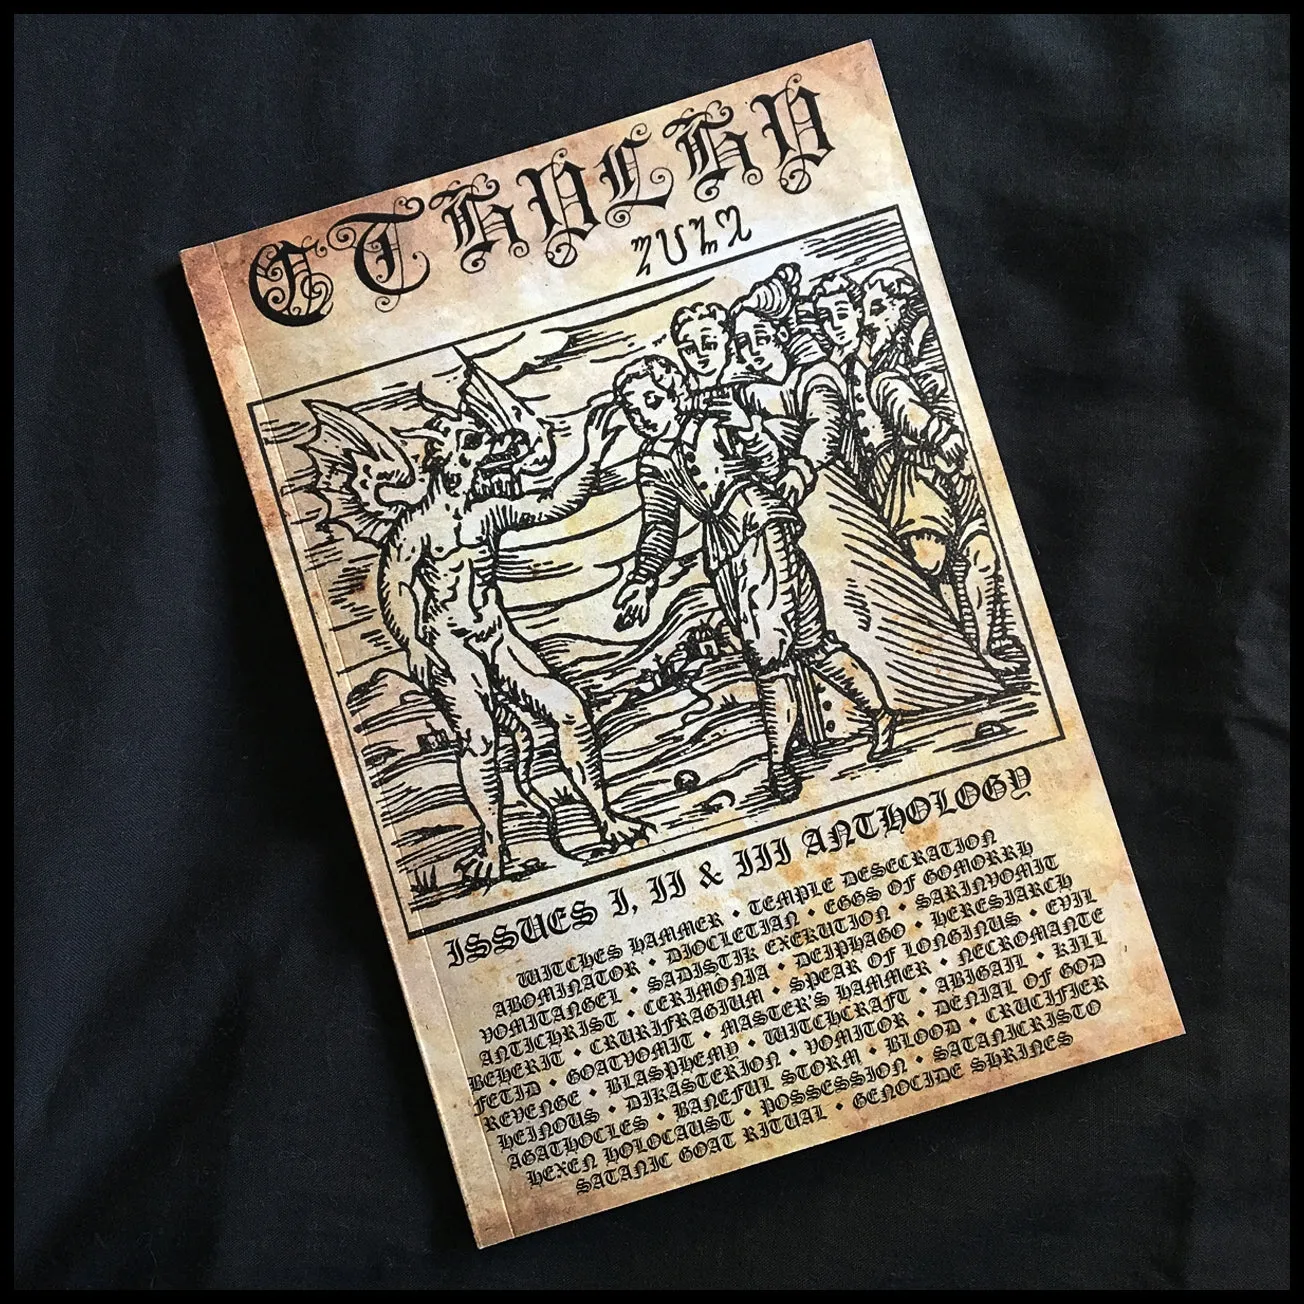 CTHVLHV
ISSUES I, II & III ANTHOLOGY
WITCHES HAMMER • TEMPLE DESECRATION
ABOMINATOR • DIOCLETIAN • EGGS OF GOMORRH
VOMITANGEL • SADISTIK EXEKUTION • SARINVOMIT
ANTICHRIST • CERIMONIA • DEIPHAGO • HERESIARCH
BEHERIT • CRURIFRAGIUM • SPEAR OF LONGINUS • EVIL
FETID • GOATVOMIT • MASTER'S HAMMER • NECROMANTE
REVENGE • BLASPHEMY • WITCHCRAFT • ABIGAIL • KILL
HEINOUS • DIKASTERION • VOMITOR • DENIAL OF GOD
AGATHOCLES • BANEFUL STORM • BLOOD • CRUCIFIER
HEXEN HOLOCAUST • POSSESSION • SATANICRISTO
SATANIC GOAT RITUAL • GENOCIDE SHRINES